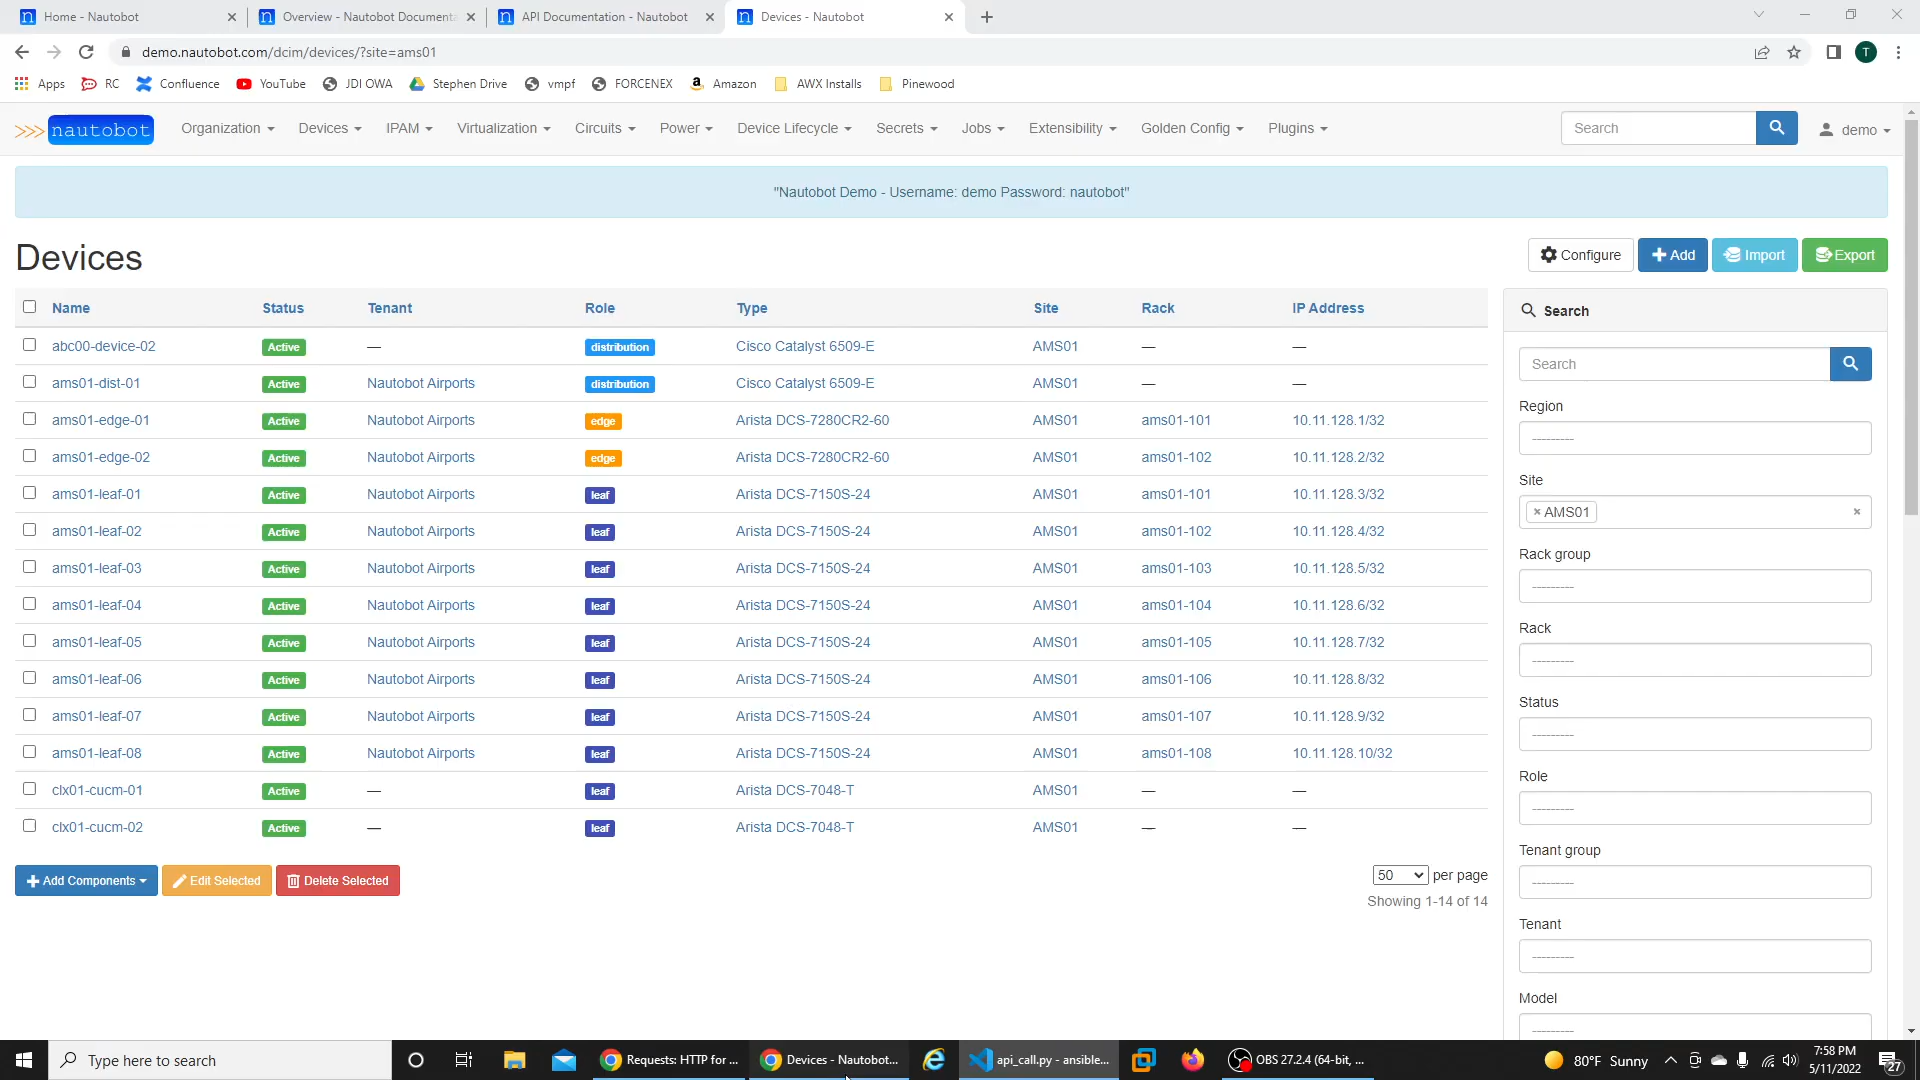 Home - Nautobot
Overview - Nautobot Documenta
API Documentation - Nautobot
Devices - Nautobot
demo.nautobot.com/dcim/devices/?site=ams01
T
Apps RC Confluence YouTube JDI OWA Stephen Drive vmpf FORCENEX Amazon AWX Installs Pinewood
>>> nautobot Organization Devices IPAM Virtualization Circuits Power Device Lifecycle Secrets Jobs Extensibility Golden Config Plugins Search demo
"Nautobot Demo - Username: demo Password: nautobot"
Devices
Configure Add Import Export
Name Status Tenant Role Type Site Rack IP Address
abc00-device-02 Active — distribution Cisco Catalyst 6509-E AMS01 — —
ams01-dist-01 Active Nautobot Airports distribution Cisco Catalyst 6509-E AMS01 — —
ams01-edge-01 Active Nautobot Airports edge Arista DCS-7280CR2-60 AMS01 ams01-101 10.11.128.1/32
ams01-edge-02 Active Nautobot Airports edge Arista DCS-7280CR2-60 AMS01 ams01-102 10.11.128.2/32
ams01-leaf-01 Active Nautobot Airports leaf Arista DCS-7150S-24 AMS01 ams01-101 10.11.128.3/32
ams01-leaf-02 Active Nautobot Airports leaf Arista DCS-7150S-24 AMS01 ams01-102 10.11.128.4/32
ams01-leaf-03 Active Nautobot Airports leaf Arista DCS-7150S-24 AMS01 ams01-103 10.11.128.5/32
ams01-leaf-04 Active Nautobot Airports leaf Arista DCS-7150S-24 AMS01 ams01-104 10.11.128.6/32
ams01-leaf-05 Active Nautobot Airports leaf Arista DCS-7150S-24 AMS01 ams01-105 10.11.128.7/32
ams01-leaf-06 Active Nautobot Airports leaf Arista DCS-7150S-24 AMS01 ams01-106 10.11.128.8/32
ams01-leaf-07 Active Nautobot Airports leaf Arista DCS-7150S-24 AMS01 ams01-107 10.11.128.9/32
ams01-leaf-08 Active Nautobot Airports leaf Arista DCS-7150S-24 AMS01 ams01-108 10.11.128.10/32
clx01-cucm-01 Active — leaf Arista DCS-7048-T AMS01 — —
clx01-cucm-02 Active — leaf Arista DCS-7048-T AMS01 — —
Add Components Edit Selected Delete Selected
50 per page
Showing 1-14 of 14
Search
Search
Region
---------
Site
× AMS01 ×
Rack group
---------
Rack
---------
Status
---------
Role
---------
Tenant group
---------
Tenant
---------
Model
---------
Type here to search
Requests: HTTP for ...
Devices - Nautobot...
api_call.py - ansible...
OBS 27.2.4 (64-bit, ...
80°F Sunny
7:58 PM
5/11/2022
27